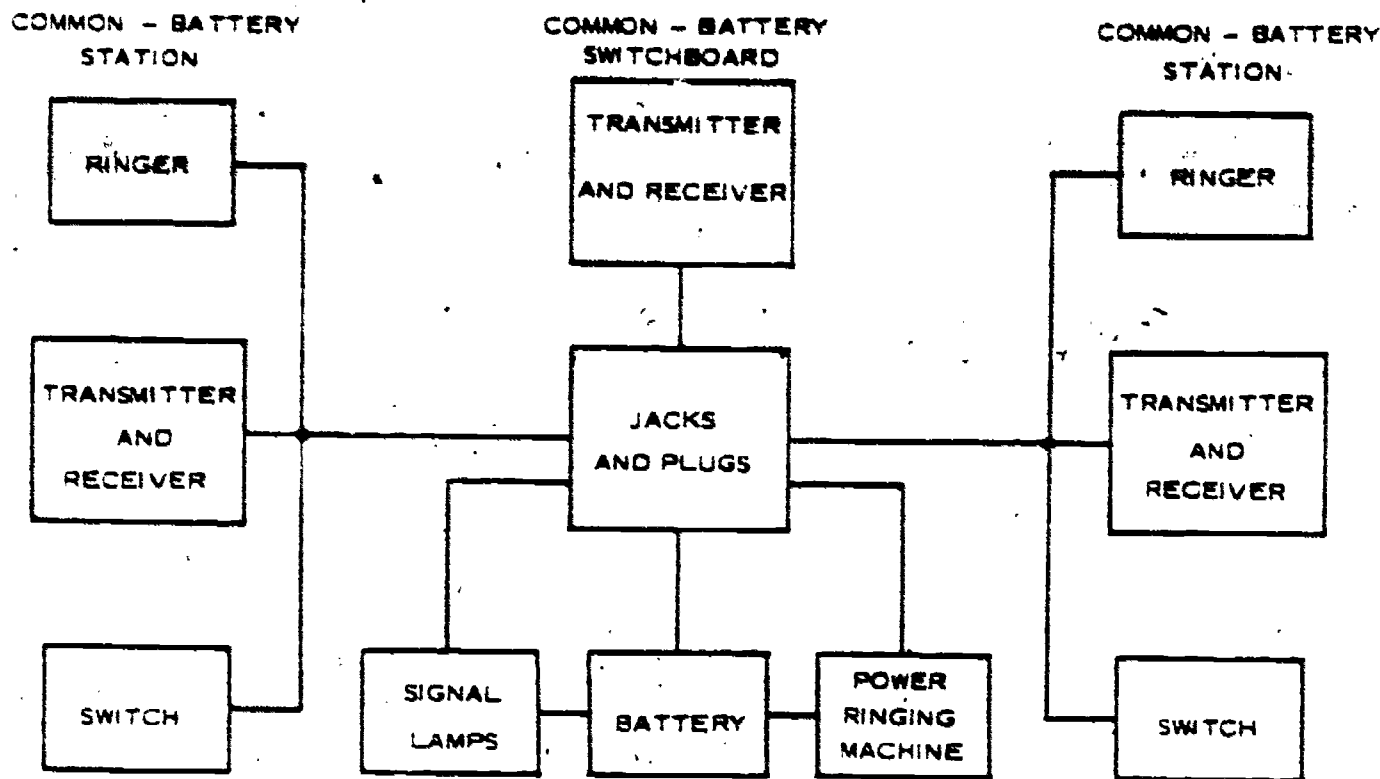 COMMON - BATTERY
STATION
COMMON - BATTERY
SWITCHBOARD
COMMON - BATTERY
STATION
RINGER
TRANSMITTER
AND RECEIVER
RINGER
TRANSMITTER
AND
RECEIVER
JACKS
AND PLUGS
TRANSMITTER
AND
RECEIVER
SWITCH
SIGNAL
LAMPS
BATTERY
POWER
RINGING
MACHINE
SWITCH